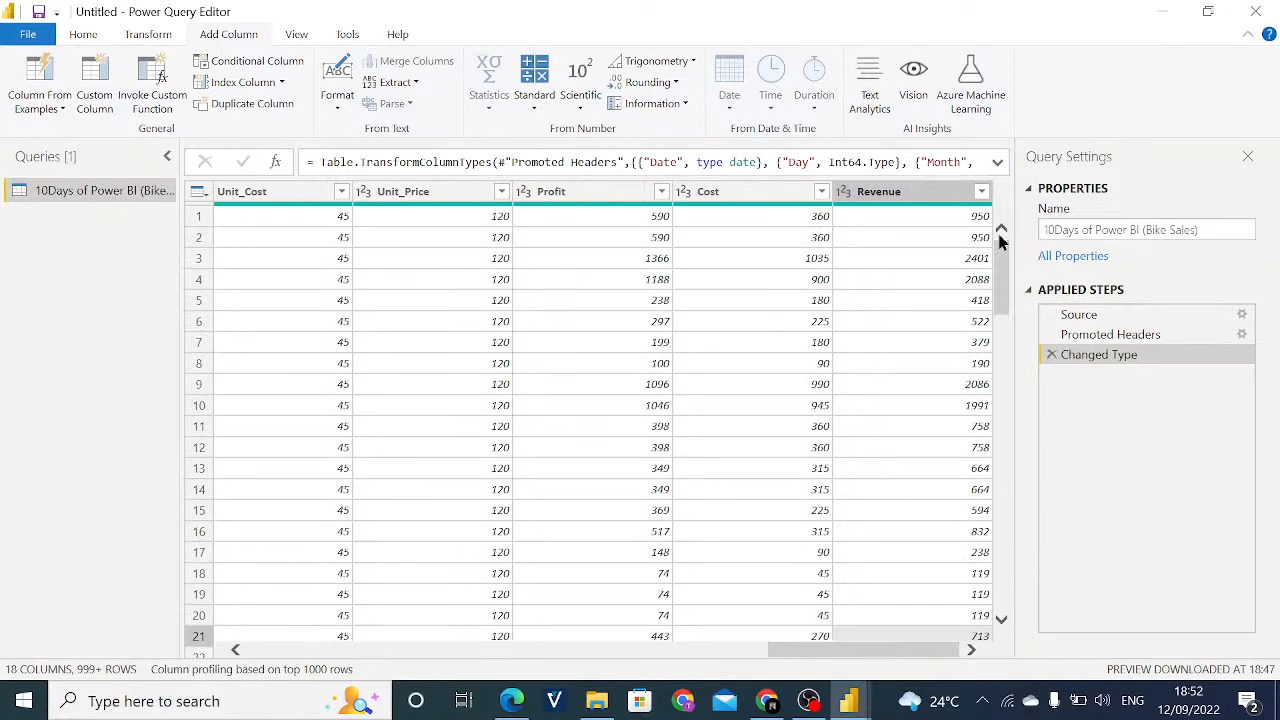 Untitled - Power Query Editor
File Home Transform Add Column View Tools Help
Column From Examples
Custom Column
Invoke Custom Function
Conditional Column
Index Column
Duplicate Column
General
Format
Merge Columns
Extract
Parse
From Text
Statistics
Standard
Scientific
Trigonometry
Rounding
Information
From Number
Date
Time
Duration
From Date & Time
Text Analytics
Vision
Azure Machine Learning
AI Insights
Queries [1]
10Days of Power BI (Bike...
= Table.TransformColumnTypes(#"Promoted Headers",{{"Date", type date}, {"Day", Int64.Type}, {"Month",
Unit_Cost Unit_Price Profit Cost Revenue
1 45 120 590 360 950
2 45 120 590 360 950
3 45 120 1366 1035 2401
4 45 120 1188 900 2088
5 45 120 238 180 418
6 45 120 297 225 522
7 45 120 199 180 379
8 45 120 100 90 190
9 45 120 1096 990 2086
10 45 120 1046 945 1991
11 45 120 398 360 758
12 45 120 398 360 758
13 45 120 349 315 664
14 45 120 349 315 664
15 45 120 369 225 594
16 45 120 517 315 832
17 45 120 148 90 238
18 45 120 74 45 119
19 45 120 74 45 119
20 45 120 74 45 119
21 45 120 443 270 713
Query Settings
PROPERTIES
Name
10Days of Power BI (Bike Sales)
All Properties
APPLIED STEPS
Source
Promoted Headers
Changed Type
18 COLUMNS, 999+ ROWS Column profiling based on top 1000 rows PREVIEW DOWNLOADED AT 18:47
Type here to search
24°C
ENG
18:52
12/09/2022
2